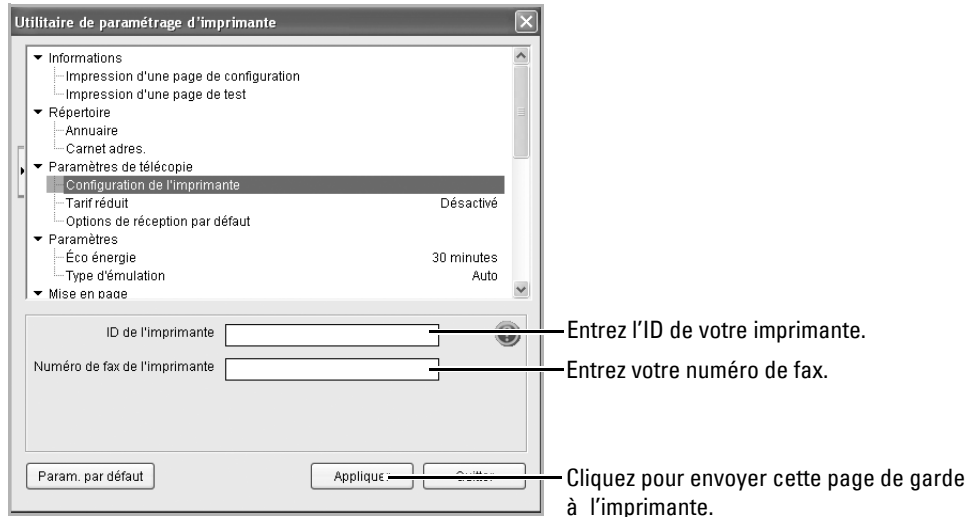 Utilitaire de paramétrage d'imprimante
Informations
Impression d'une page de configuration
Impression d'une page de test
Répertoire
Annuaire
Carnet adres.
Paramètres de télécopie
Configuration de l'imprimante
Tarif réduit Désactivé
Options de réception par défaut
Paramètres
Éco énergie 30 minutes
Type d'émulation Auto
Mise en page
ID de l'imprimante
Entrez l'ID de votre imprimante.
Numéro de fax de l'imprimante
Entrez votre numéro de fax.
Param. par défaut Appliquer Quitter
Cliquez pour envoyer cette page de garde
à l'imprimante.